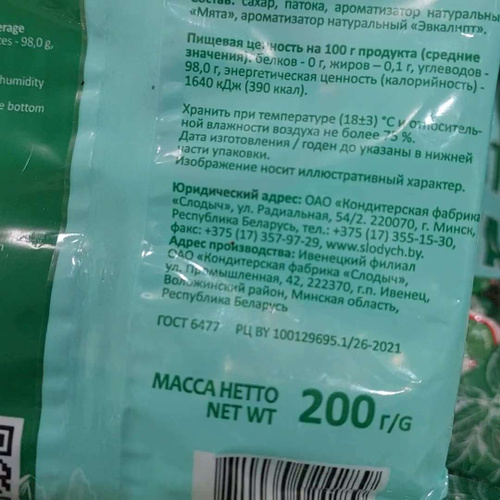 Состав: сахар, патока, ароматизатор натуральный
«Мята», ароматизатор натуральный «Эвкалипт».
Пищевая ценность на 100 г продукта (средние
значения): белков - 0 г, жиров – 0,1 г, углеводов -
98,0 г, энергетическая ценность (калорийность) -
1640 кДж (390 ккал).
Хранить при температуре (18±3) °С и относитель-
ной влажности воздуха не более 75 %.
Дата изготовления / годен до указаны в нижней
части упаковки.
Изображение носит иллюстративный характер.
Юридический адрес: ОАО «Кондитерская фабрика
«Слодыч», ул. Радиальная, 54/2. 220070, г. Минск,
Республика Беларусь, тел.: +375 (17) 355-15-30,
факс: +375 (17) 357-97-29, www.slodych.by.
Адрес производства: Ивенецкий филиал
ОАО «Кондитерская фабрика «Слодыч»,
ул. Промышленная, 42, 222370, г.п. Ивенец,
Воложинский район, Минская область,
Республика Беларусь
ГОСТ 6477 РЦ BY 100129695.1/26-2021
МАССА НЕТТО
NET WT 200 г/G
- 98,0 g,
humidity
bottom